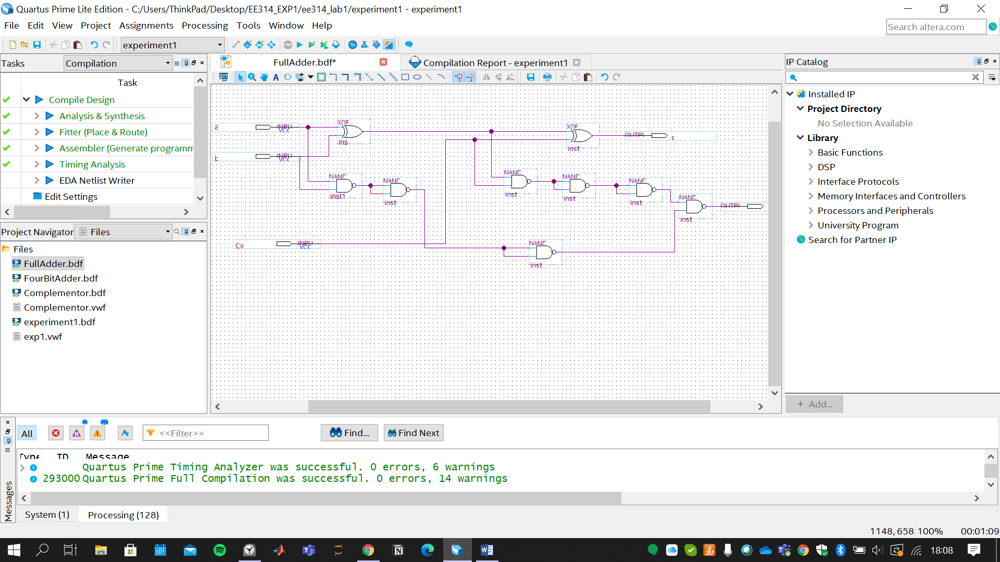 Quartus Prime Lite Edition - C:/Users/ThinkPad/Desktop/EE314_EXP1/ee314_lab1/experiment1 - experiment1
File Edit View Project Assignments Processing Tools Window Help
Search altera.com
experiment1
Tasks Compilation
Task
Compile Design
Analysis & Synthesis
Fitter (Place & Route)
Assembler (Generate programm
Timing Analysis
EDA Netlist Writer
Edit Settings
Project Navigator Files
Files
FullAdder.bdf
FourBitAdder.bdf
Complementor.bdf
Complementor.vwf
experiment1.bdf
exp1.vwf
FullAdder.bdf*
Compilation Report - experiment1
a
XOF
ins
XOF
inst
OUTPU
s
NAND
inst1
NAND
inst
NAND
inst
NAND
inst
NAND
inst
NAND
inst
OUTPU
Cir
NAND
inst
IP Catalog
Installed IP
Project Directory
No Selection Available
Library
Basic Functions
DSP
Interface Protocols
Memory Interfaces and Controllers
Processors and Peripherals
University Program
Search for Partner IP
+ Add...
Messages
All
<<Filter>>
Find...
Find Next
Type ID Message
Quartus Prime Timing Analyzer was successful. 0 errors, 6 warnings
293000 Quartus Prime Full Compilation was successful. 0 errors, 14 warnings
System (1)
Processing (128)
1148, 658 100% 00:01:09
18:08